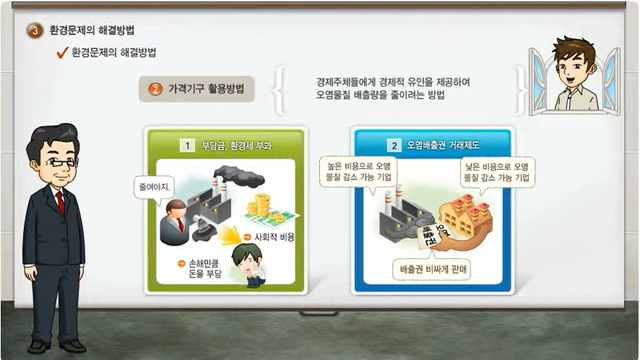 3 환경문제의 해결방법
환경문제의 해결방법
2 가격기구 활용방법
경제주체들에게 경제적 유인을 제공하여
오염물질 배출량을 줄이려는 방법
1 부담금, 환경세 부과
줄여야지.
사회적 비용
손해만큼
돈을 부담
2 오염배출권 거래제도
높은 비용으로 오염
물질 감소 가능 기업
낮은 비용으로 오염
물질 감소 가능 기업
오염
배출권
배출권 비싸게 판매